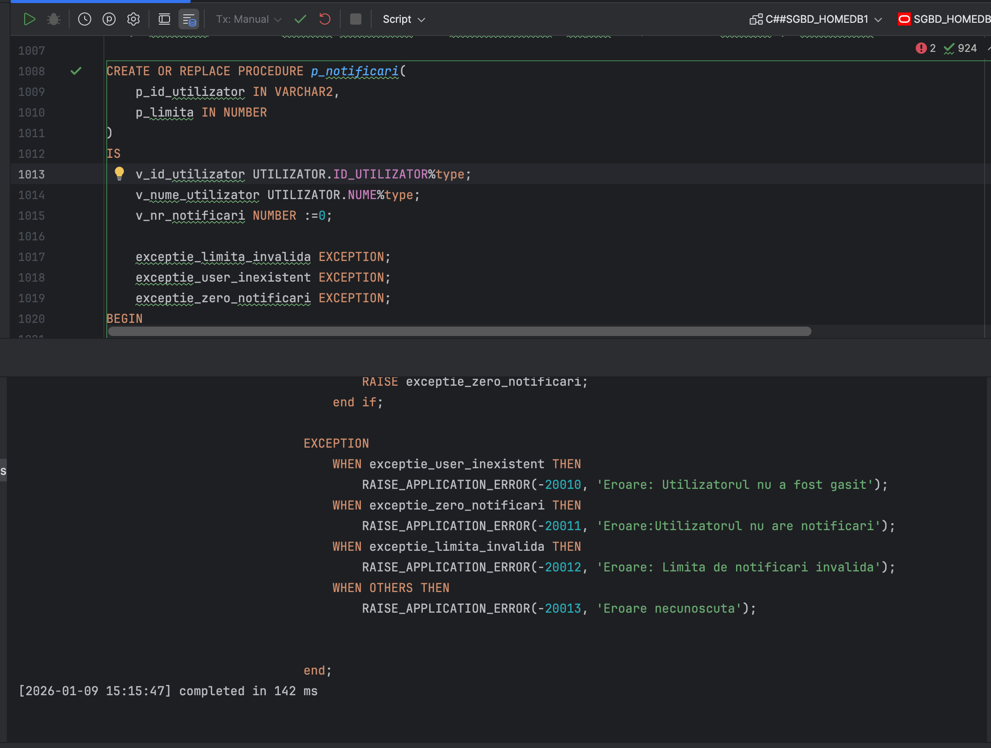 Tx: Manual
Script
C##SGBD_HOMEDB1
SGBD_HOMEDB
2
924
1007
1008 CREATE OR REPLACE PROCEDURE p_notificari(
1009 p_id_utilizator IN VARCHAR2,
1010 p_limita IN NUMBER
1011 )
1012 IS
1013 v_id_utilizator UTILIZATOR.ID_UTILIZATOR%type;
1014 v_nume_utilizator UTILIZATOR.NUME%type;
1015 v_nr_notificari NUMBER :=0;
1016
1017 exceptie_limita_invalida EXCEPTION;
1018 exceptie_user_inexistent EXCEPTION;
1019 exceptie_zero_notificari EXCEPTION;
1020 BEGIN
RAISE exceptie_zero_notificari;
end if;
EXCEPTION
WHEN exceptie_user_inexistent THEN
RAISE_APPLICATION_ERROR(-20010, 'Eroare: Utilizatorul nu a fost gasit');
WHEN exceptie_zero_notificari THEN
RAISE_APPLICATION_ERROR(-20011, 'Eroare:Utilizatorul nu are notificari');
WHEN exceptie_limita_invalida THEN
RAISE_APPLICATION_ERROR(-20012, 'Eroare: Limita de notificari invalida');
WHEN OTHERS THEN
RAISE_APPLICATION_ERROR(-20013, 'Eroare necunoscuta');
end;
[2026-01-09 15:15:47] completed in 142 ms